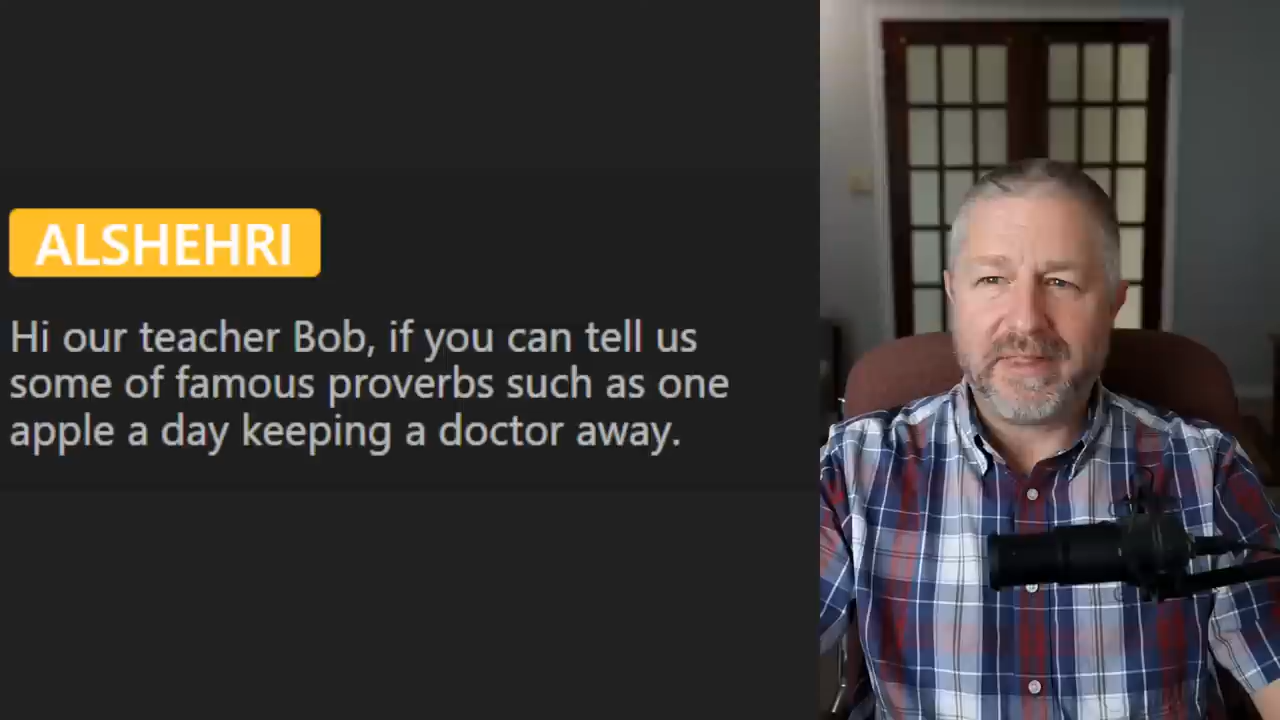 ALSHEHRI
Hi our teacher Bob, if you can tell us
some of famous proverbs such as one
apple a day keeping a doctor away.